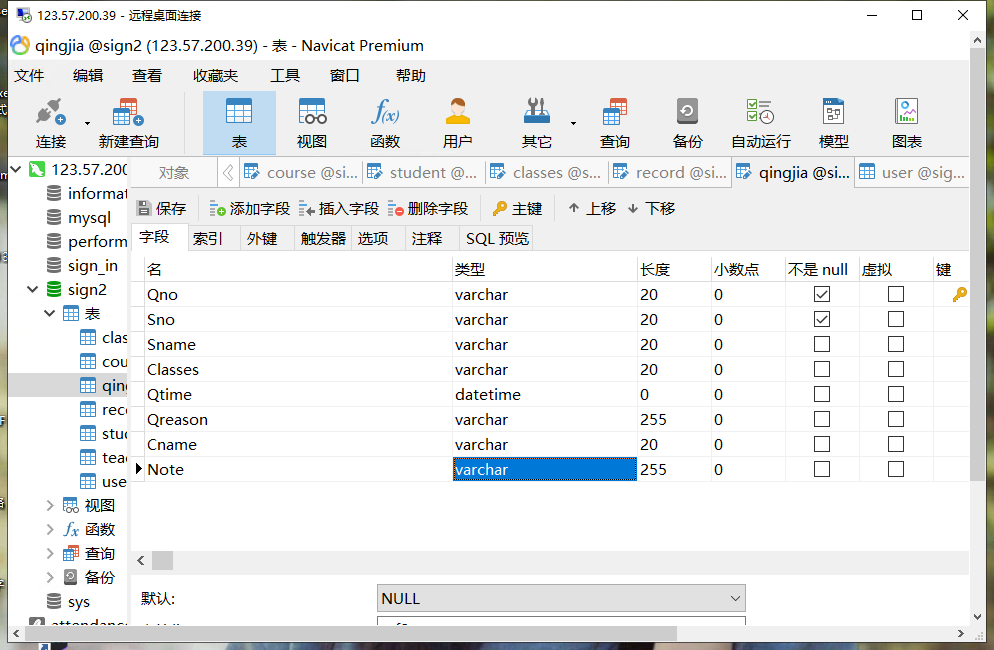 123.57.200.39 - 远程桌面连接
qingjia @sign2 (123.57.200.39) - 表 - Navicat Premium
文件 编辑 查看 收藏夹 工具 窗口 帮助
连接 新建查询 表 视图 函数 用户 其它 查询 备份 自动运行 模型 图表
123.57.200 对象 course @si... student @... classes @s... record @si... qingjia @si... user @sig...
informat
mysql
perform
sign_in
sign2
表
clas
cou
qin
rec
stu
tea
use
视图
函数
查询
备份
sys
保存 添加字段 插入字段 删除字段 主键 上移 下移
字段 索引 外键 触发器 选项 注释 SQL 预览
名 类型 长度 小数点 不是 null 虚拟 键
Qno varchar 20 0
Sno varchar 20 0
Sname varchar 20 0
Classes varchar 20 0
Qtime datetime 0 0
Qreason varchar 255 0
Cname varchar 20 0
Note varchar 255 0
默认: NULL